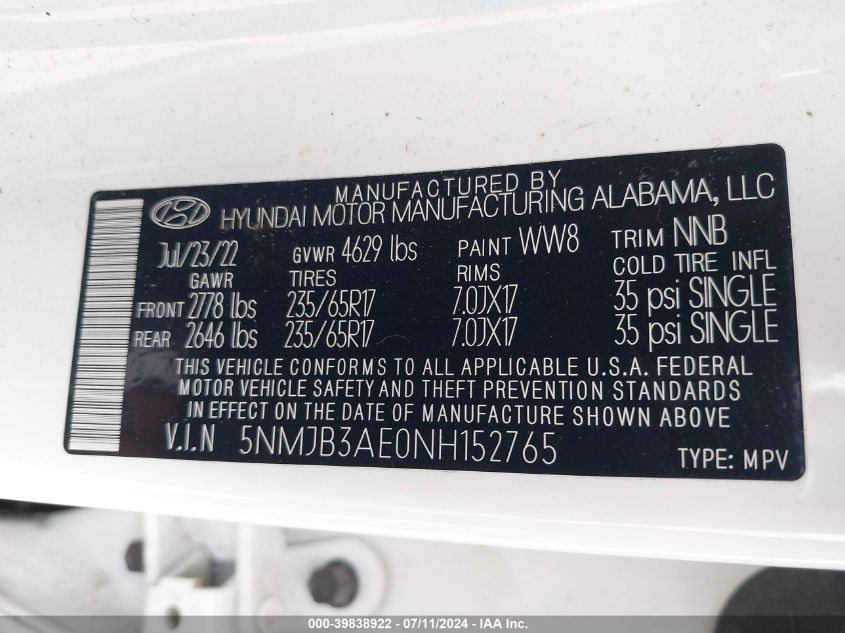 MANUFACTURED BY
HYUNDAI MOTOR MANUFACTURING ALABAMA, LLC
Jul/23/22 GVWR 4629 lbs PAINT WW8 TRIM NNB
GAWR TIRES RIMS COLD TIRE INFL
FRONT 2778 lbs 235/65R17 7.0JX17 35 psi SINGLE
REAR 2646 lbs 235/65R17 7.0JX17 35 psi SINGLE
THIS VEHICLE CONFORMS TO ALL APPLICABLE U.S.A. FEDERAL
MOTOR VEHICLE SAFETY AND THEFT PREVENTION STANDARDS
IN EFFECT ON THE DATE OF MANUFACTURE SHOWN ABOVE.
V.I.N 5NMJB3AE0NH152765 TYPE: MPV
000-39838922 - 07/11/2024 - IAA Inc.